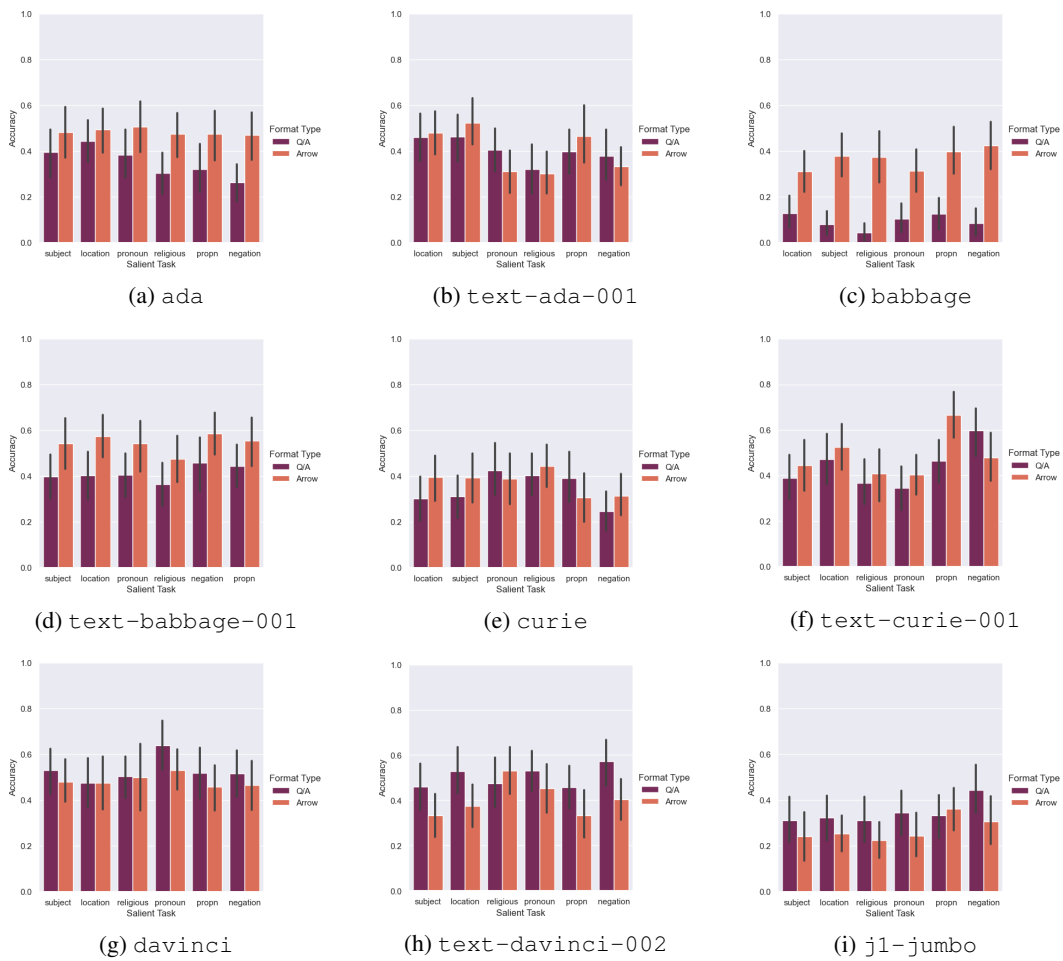 1.0
0.8
0.6
0.4
0.2
0.0
Accuracy
subject location pronoun religious propn negation
Salient Task
Format Type
Q/A
Arrow
(a) ada
1.0
0.8
0.6
0.4
0.2
0.0
Accuracy
location subject pronoun religious propn negation
Salient Task
Format Type
Q/A
Arrow
(b) text-ada-001
1.0
0.8
0.6
0.4
0.2
0.0
Accuracy
location subject religious pronoun propn negation
Salient Task
Format Type
Q/A
Arrow
(c) babbage
1.0
0.8
0.6
0.4
0.2
0.0
Accuracy
subject location pronoun religious negation propn
Salient Task
Format Type
Q/A
Arrow
(d) text-babbage-001
1.0
0.8
0.6
0.4
0.2
0.0
Accuracy
location subject pronoun religious propn negation
Salient Task
Format Type
Q/A
Arrow
(e) curie
1.0
0.8
0.6
0.4
0.2
0.0
Accuracy
subject location religious pronoun propn negation
Salient Task
Format Type
Q/A
Arrow
(f) text-curie-001
1.0
0.8
0.6
0.4
0.2
0.0
Accuracy
subject location religious pronoun propn negation
Salient Task
Format Type
Q/A
Arrow
(g) davinci
1.0
0.8
0.6
0.4
0.2
0.0
Accuracy
subject location religious pronoun propn negation
Salient Task
Format Type
Q/A
Arrow
(h) text-davinci-002
1.0
0.8
0.6
0.4
0.2
0.0
Accuracy
subject location religious pronoun propn negation
Salient Task
Format Type
Q/A
Arrow
(i) j1-jumbo